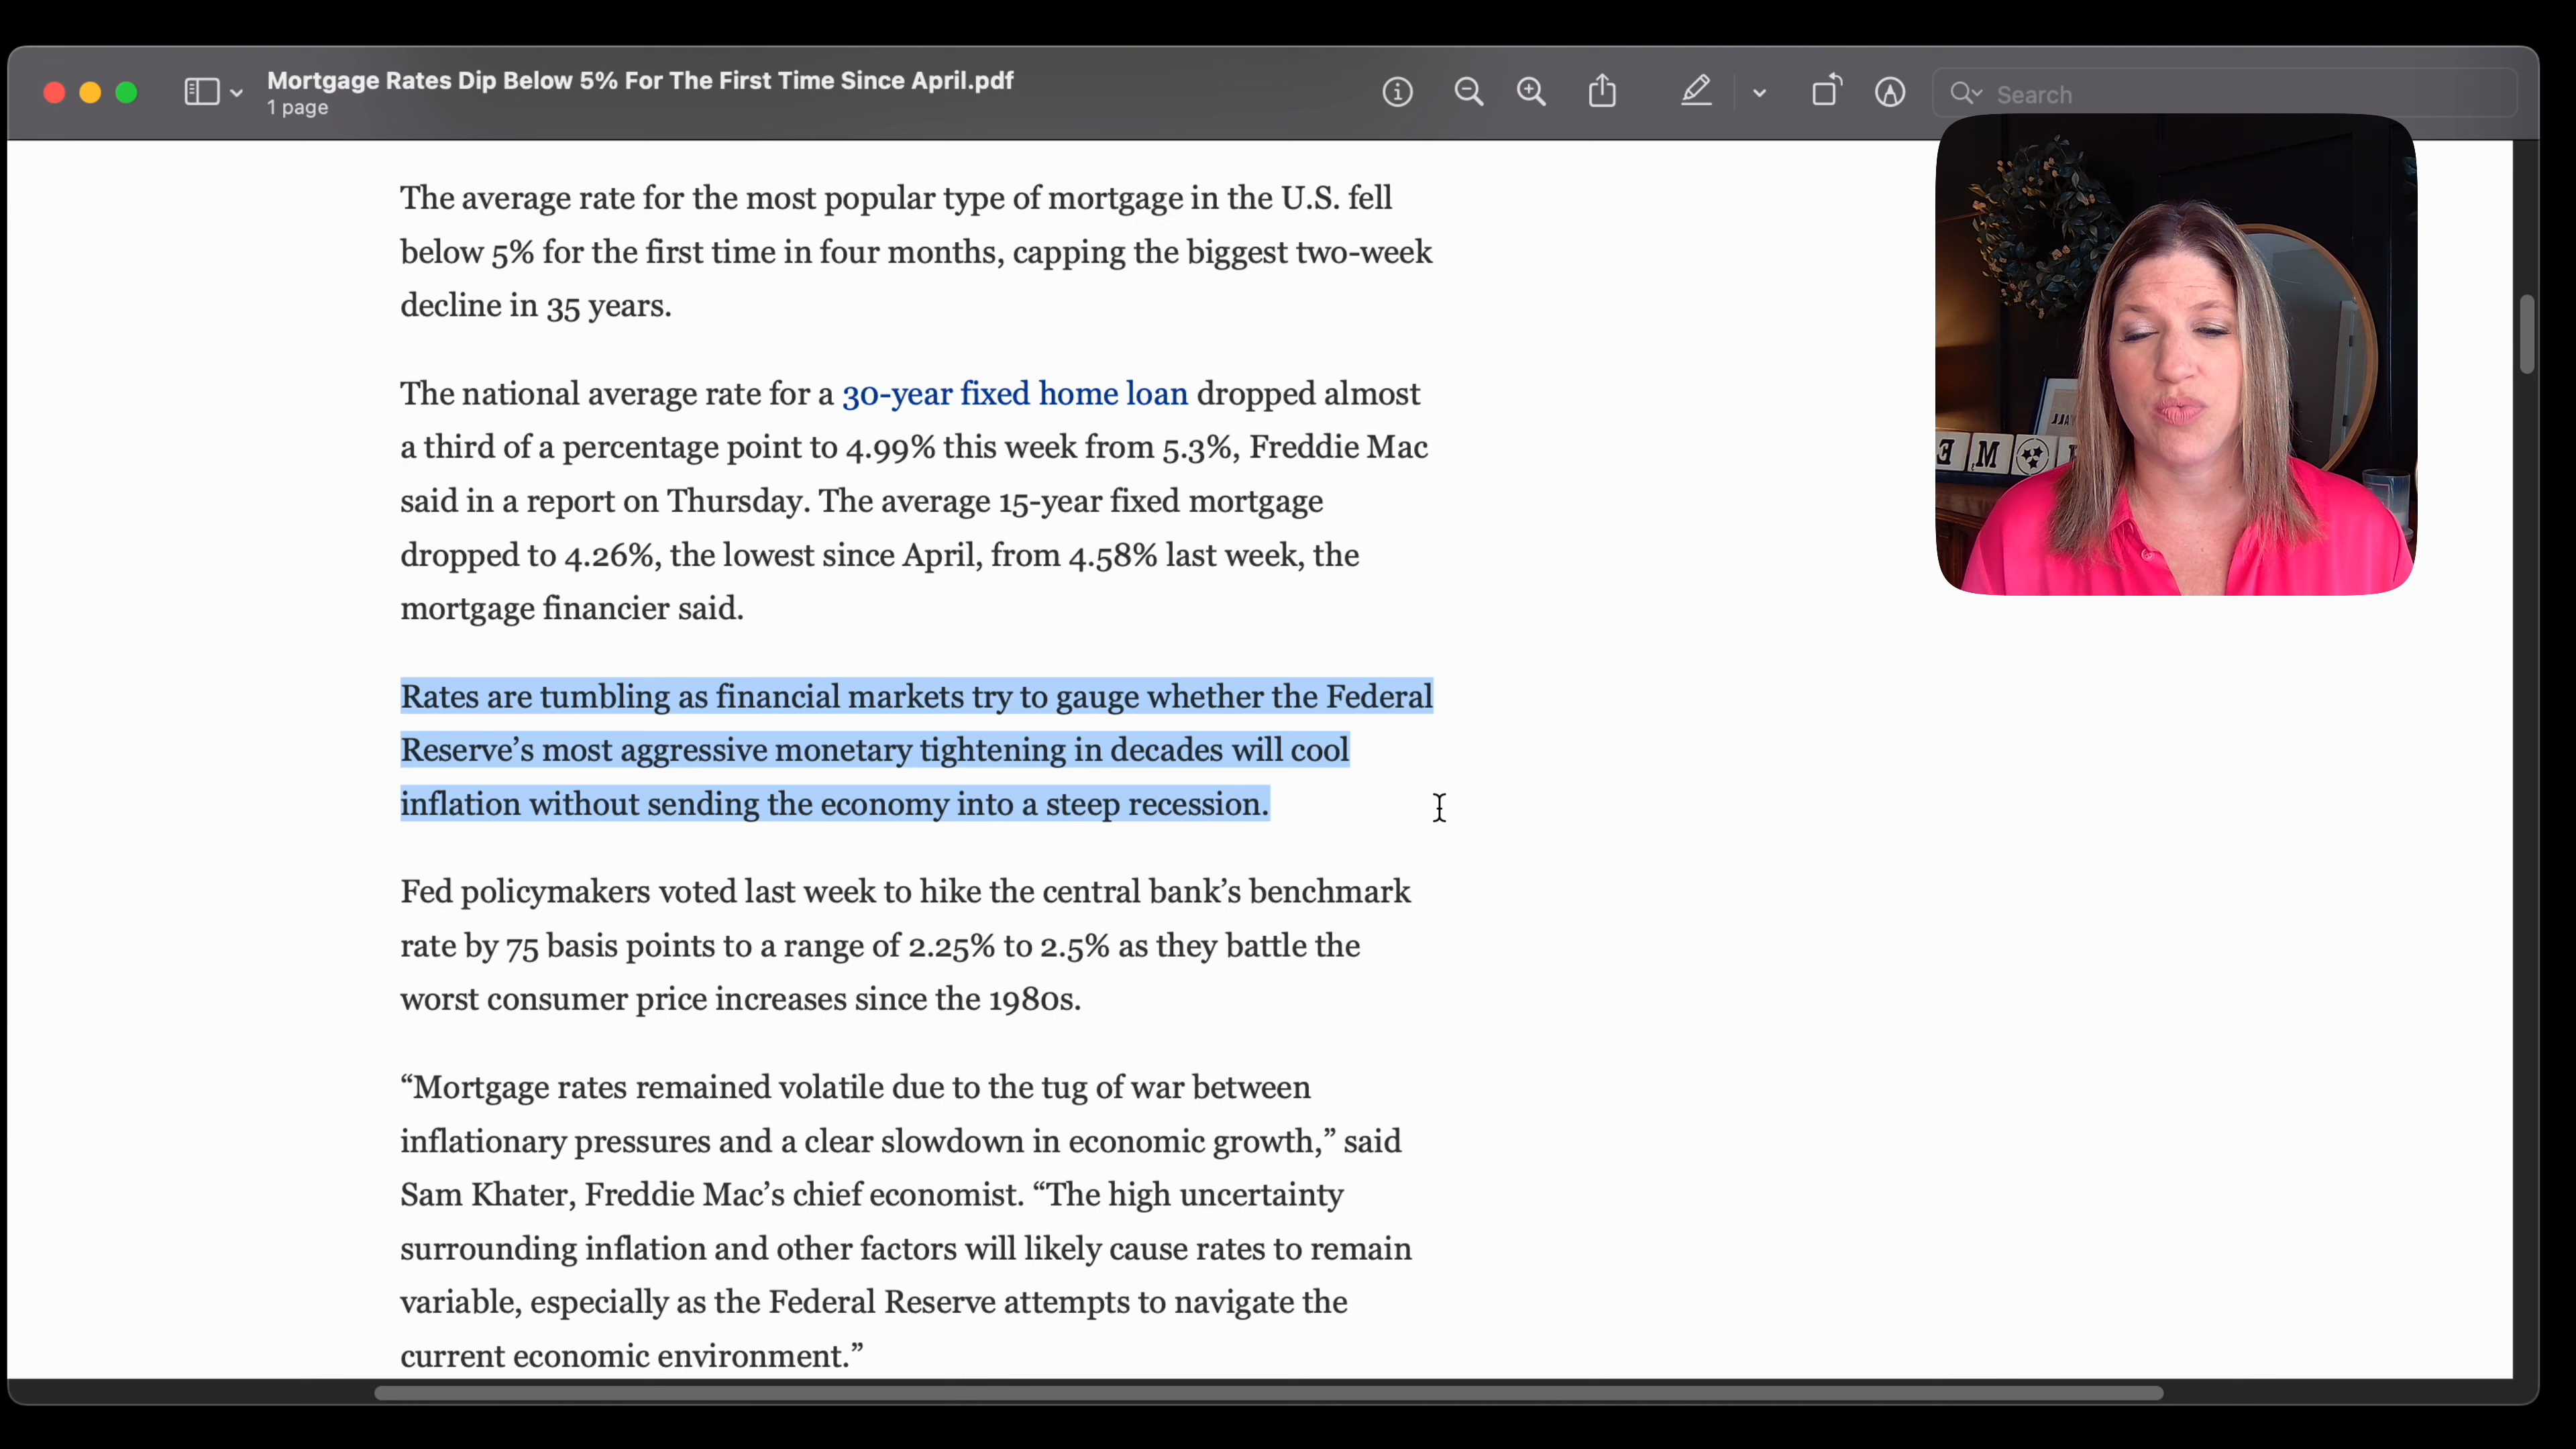 Mortgage Rates Dip Below 5% For The First Time Since April.pdf
1 page
Search
The average rate for the most popular type of mortgage in the U.S. fell
below 5% for the first time in four months, capping the biggest two-week
decline in 35 years.
The national average rate for a 30-year fixed home loan dropped almost
a third of a percentage point to 4.99% this week from 5.3%, Freddie Mac
said in a report on Thursday. The average 15-year fixed mortgage
dropped to 4.26%, the lowest since April, from 4.58% last week, the
mortgage financier said.
Rates are tumbling as financial markets try to gauge whether the Federal
Reserve’s most aggressive monetary tightening in decades will cool
inflation without sending the economy into a steep recession.
Fed policymakers voted last week to hike the central bank’s benchmark
rate by 75 basis points to a range of 2.25% to 2.5% as they battle the
worst consumer price increases since the 1980s.
“Mortgage rates remained volatile due to the tug of war between
inflationary pressures and a clear slowdown in economic growth,” said
Sam Khater, Freddie Mac’s chief economist. “The high uncertainty
surrounding inflation and other factors will likely cause rates to remain
variable, especially as the Federal Reserve attempts to navigate the
current economic environment.”
E M